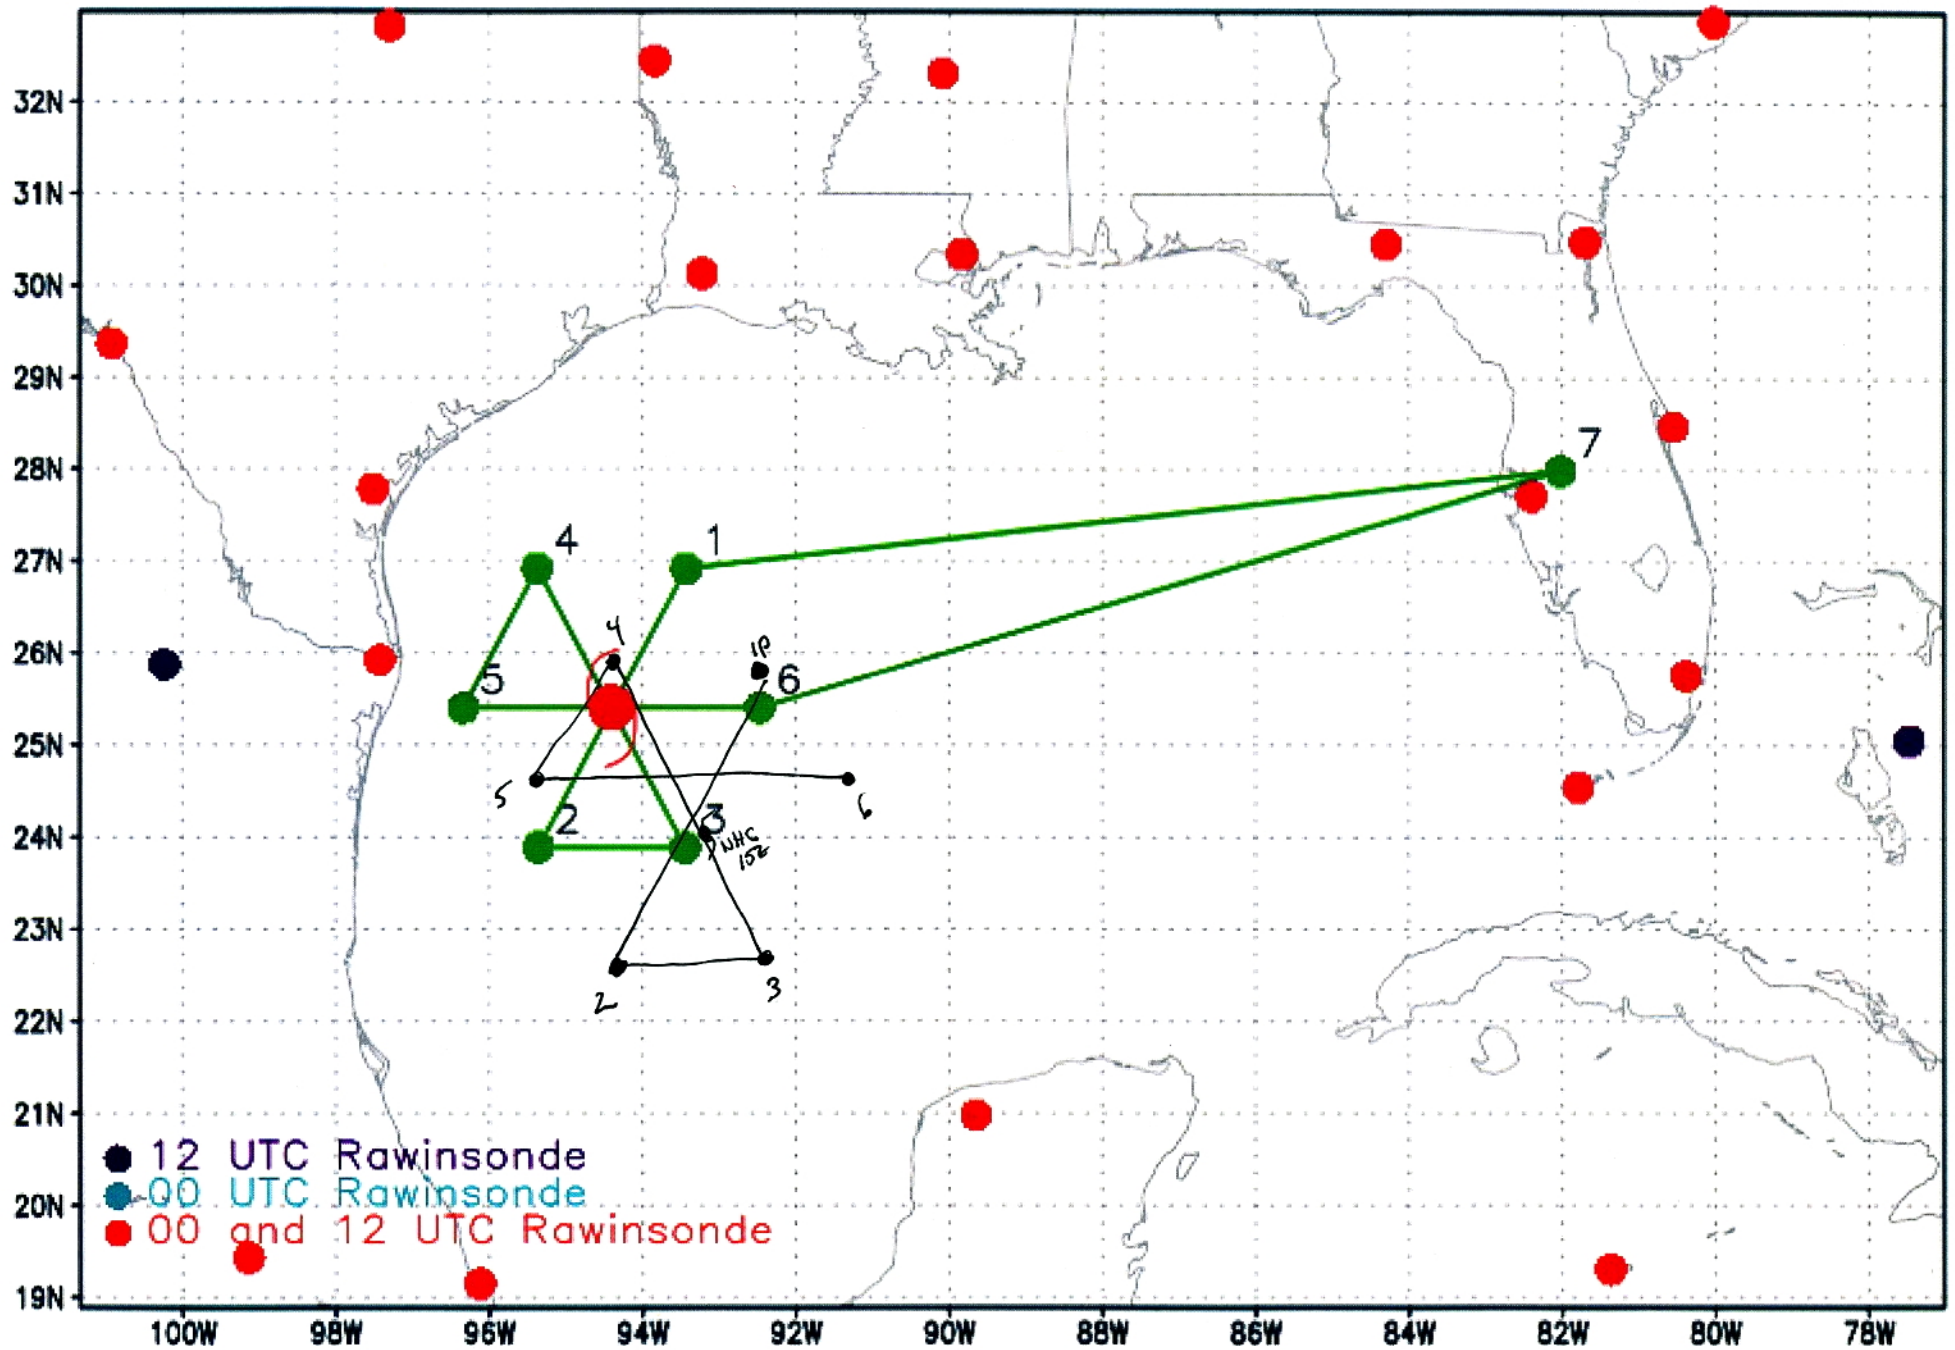 32N
31N
30N
29N
28N
7
27N
4
1
26N
4
1P
5
6
25N
5
6
24N
2
3
NHC
15Z
23N
2
3
22N
21N
12 UTC Rawinsonde
20N
00 UTC Rawinsonde
00 and 12 UTC Rawinsonde
19N
100W 98W 96W 94W 92W 90W 88W 86W 84W 82W 80W 78W